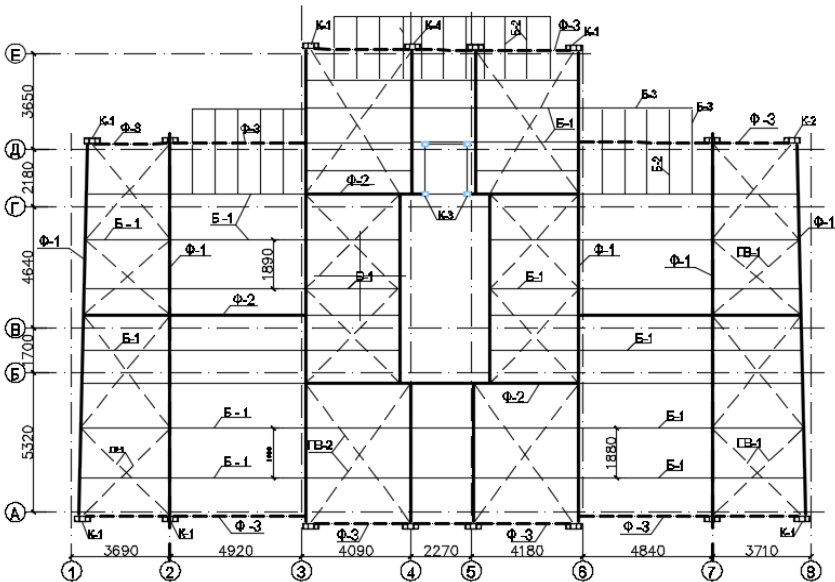 К-1 К-4 Б-2 Ф-3 К-1
Е
3650
К-1 Ф-3 Ф-3 Б-1 Б-3 Б-3 Ф-3 К-2
Д
2180
Б-2
Ф-2
Г
Б-1 Б-1 К-3
Ф-1 Ф-1 Ф-1 Ф-1 Ф-1
4640
1890 Б-1 Б-1 ГВ-1
Ф-2
В
Б-1 Б-1
1700
Б
Ф-2
Б-1 Б-1
5320
ГВ-2 1880 ГВ-1
Б-1 Б-1
А
К-1 К-1 Ф-3 Ф-3 Ф-3 Ф-3 К-1
3690 4920 4090 2270 4180 4840 3710
1 2 3 4 5 6 7 8